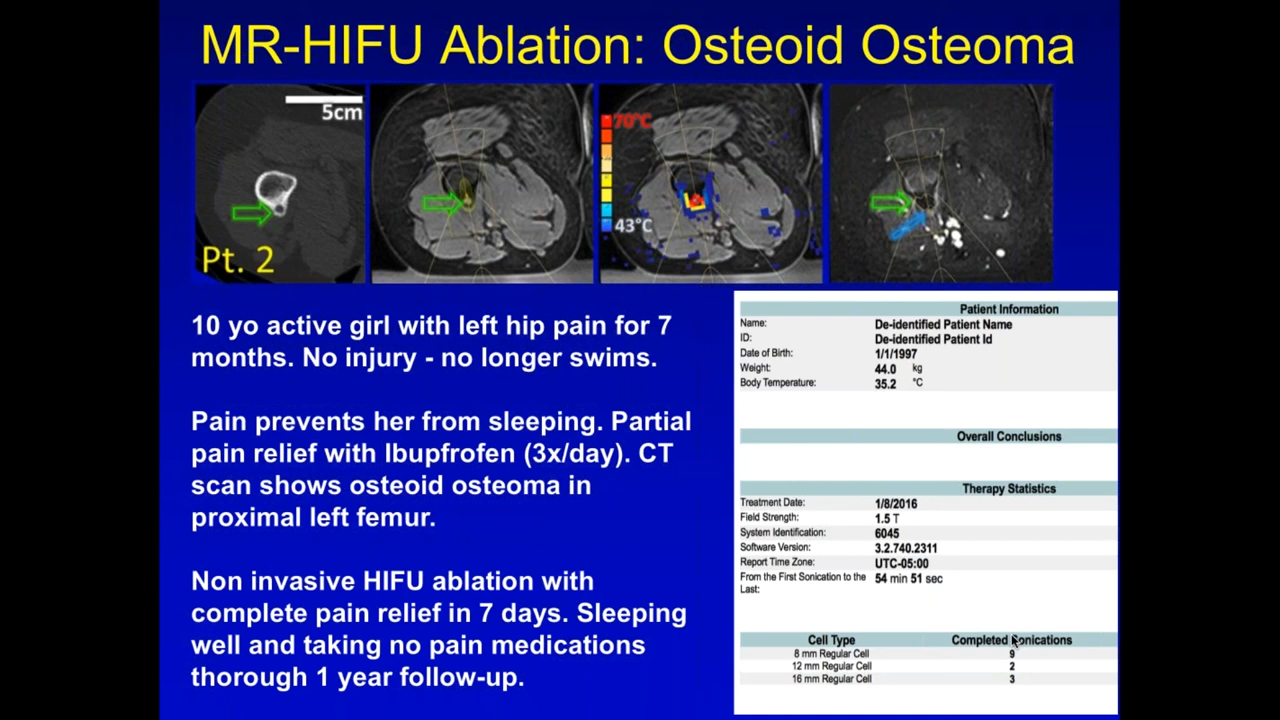 MR-HIFU Ablation: Osteoid Osteoma
5cm
Pt. 2
70°C
43°C
10 yo active girl with left hip pain for 7
months. No injury - no longer swims.
Pain prevents her from sleeping. Partial
pain relief with Ibupfrofen (3x/day). CT
scan shows osteoid osteoma in
proximal left femur.
Non invasive HIFU ablation with
complete pain relief in 7 days. Sleeping
well and taking no pain medications
thorough 1 year follow-up.
Patient Information
Name: De-identified Patient Name
ID: De-identified Patient Id
Date of Birth: 1/1/1997
Weight: 44.0 kg
Body Temperature: 35.2 °C
Overall Conclusions
Therapy Statistics
Treatment Date: 1/8/2016
Field Strength: 1.5 T
System Identification: 6045
Software Version: 3.2.740.2311
Report Time Zone: UTC-05:00
From the First Sonication to the 54 min 51 sec
Last:
Cell Type Completed Sonications
8 mm Regular Cell 9
12 mm Regular Cell 2
16 mm Regular Cell 3